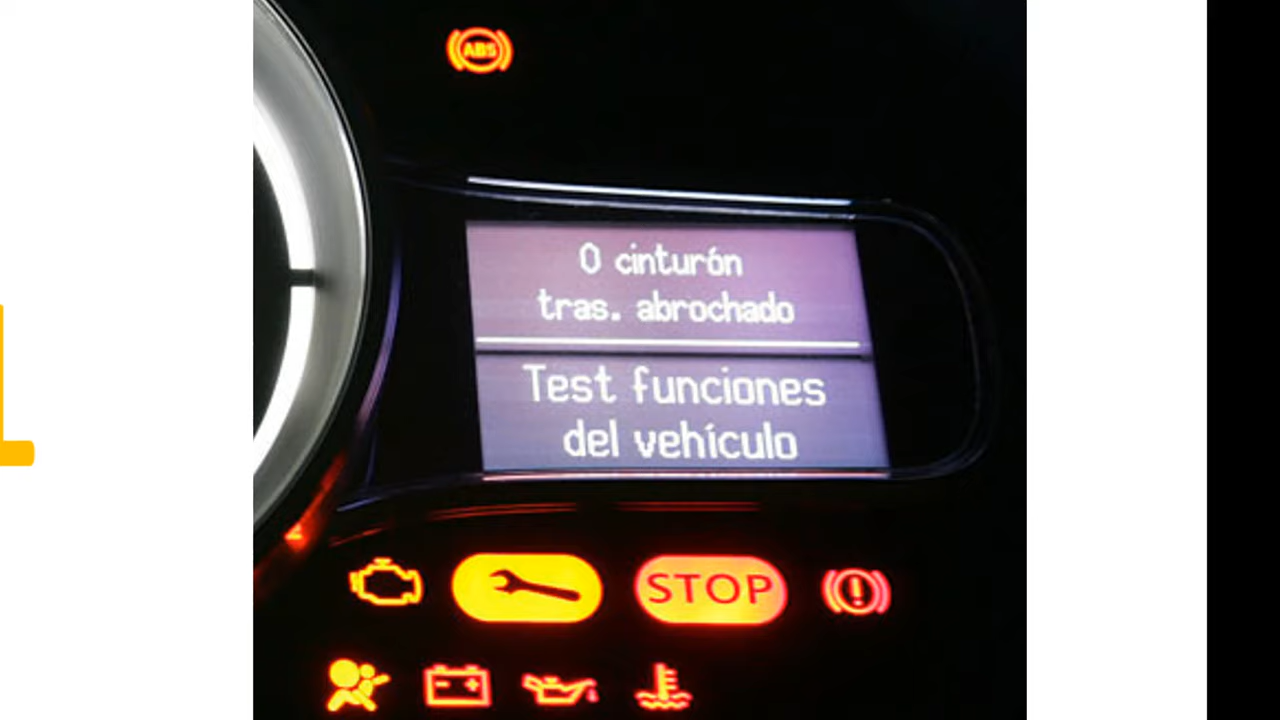 ABS
0 cinturón
tras. abrochado
Test funciones
del vehículo
STOP